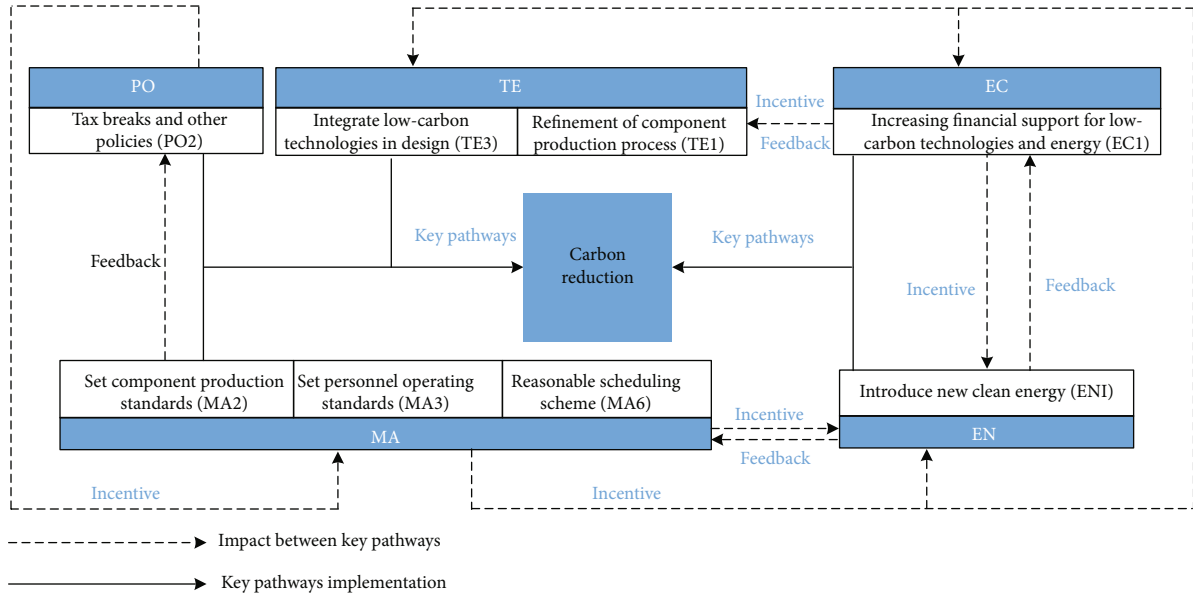 PO
TE
EC
Tax breaks and other
policies (PO2)
Integrate low-carbon
technologies in design (TE3)
Refinement of component
production process (TE1)
Incentive
Feedback
Increasing financial support for low-
carbon technologies and energy (EC1)
Key pathways
Carbon
reduction
Key pathways
Feedback
Incentive
Feedback
Set component production
standards (MA2)
Set personnel operating
standards (MA3)
Reasonable scheduling
scheme (MA6)
Introduce new clean energy (ENI)
MA
EN
Incentive
Feedback
Incentive
Incentive
Impact between key pathways
Key pathways implementation